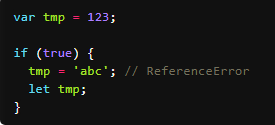 var tmp = 123;

if (true) {
  tmp = 'abc'; // ReferenceError
  let tmp;
}